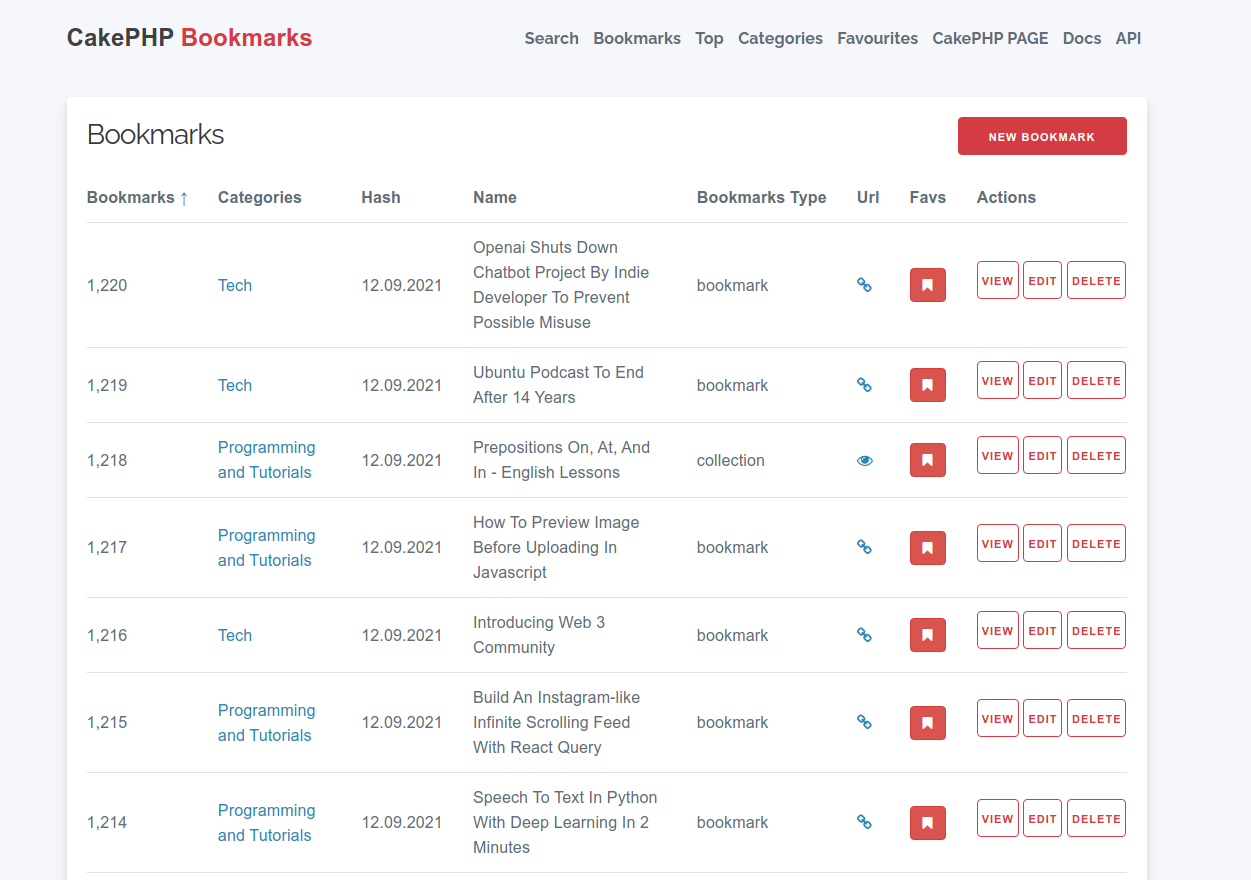 CakePHP Bookmarks
Search Bookmarks Top Categories Favourites CakePHP PAGE Docs API
Bookmarks
NEW BOOKMARK
Bookmarks ↑ Categories Hash Name Bookmarks Type Url Favs Actions
Openai Shuts Down
Chatbot Project By Indie
1,220 Tech 12.09.2021 bookmark VIEW EDIT DELETE
Developer To Prevent
Possible Misuse
Ubuntu Podcast To End
1,219 Tech 12.09.2021 bookmark VIEW EDIT DELETE
After 14 Years
Programming Prepositions On, At, And
1,218 12.09.2021 collection VIEW EDIT DELETE
and Tutorials In - English Lessons
How To Preview Image
Programming
1,217 12.09.2021 Before Uploading In bookmark VIEW EDIT DELETE
and Tutorials
Javascript
Introducing Web 3
1,216 Tech 12.09.2021 bookmark VIEW EDIT DELETE
Community
Build An Instagram-like
Programming
1,215 12.09.2021 Infinite Scrolling Feed bookmark VIEW EDIT DELETE
and Tutorials
With React Query
Speech To Text In Python
Programming
1,214 12.09.2021 With Deep Learning In 2 bookmark VIEW EDIT DELETE
and Tutorials
Minutes